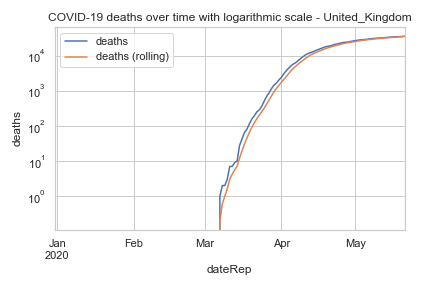 COVID-19 deaths over time with logarithmic scale - United_Kingdom
deaths
deaths (rolling)
10⁴
10³
10²
10¹
10⁰
deaths
Jan
2020
Feb
Mar
Apr
May
dateRep